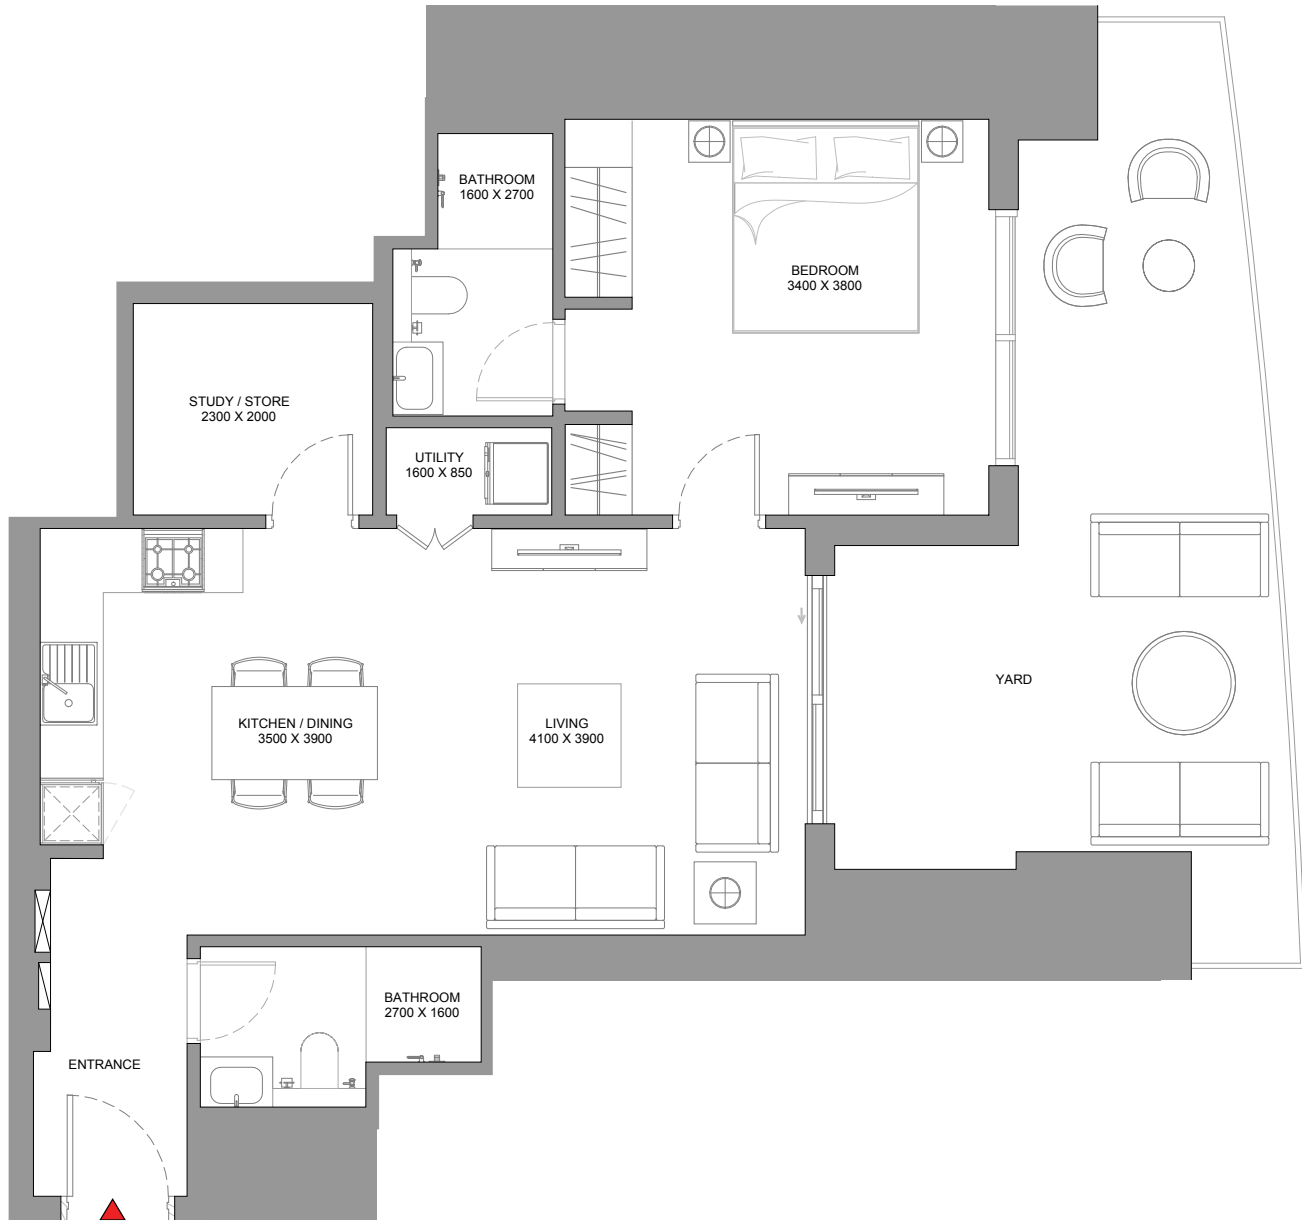 BATHROOM
1600 X 2700
BEDROOM
3400 X 3800
STUDY / STORE
2300 X 2000
UTILITY
1600 X 850
YARD
KITCHEN / DINING
3500 X 3900
LIVING
4100 X 3900
BATHROOM
2700 X 1600
ENTRANCE